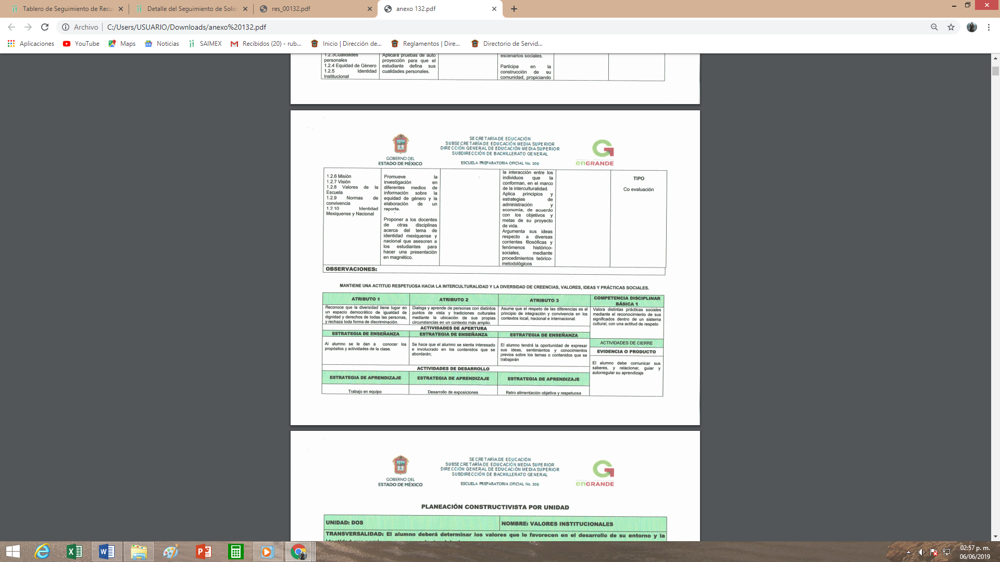 Tablero de Seguimiento de Recu
Detalle del Seguimiento de Solici
res_00132.pdf
anexo 132.pdf
Archivo
C:/Users/USUARIO/Downloads/anexo%20132.pdf
Aplicaciones
YouTube
Maps
Noticias
SAIMEX
Recibidos (20) - rub...
Inicio | Dirección de...
Reglamentos | Dire...
Directorio de Servid...
1.2.3Cualidades
personales
1.2.4 Equidad de Género
1.2.5 Identidad
Institucional
Aplicará pruebas de auto
proyección para que el
estudiante defina sus
cualidades personales.
escenarios sociales.
Participa en la
construcción de su
comunidad, propiciando
GOBIERNO DEL
ESTADO DE MÉXICO
SECRETARÍA DE EDUCACIÓN
SUBSECRETARÍA DE EDUCACIÓN MEDIA SUPERIOR
DIRECCIÓN GENERAL DE EDUCACIÓN MEDIA SUPERIOR
SUBDIRECCIÓN DE BACHILLERATO GENERAL
ESCUELA PREPARATORIA OFICIAL No. 209
enGRANDE
1.2.6 Misión
1.2.7 Visión
1.2.8 Valores de la
Escuela
1.2.9 Normas de
convivencia
1.2.10 Identidad
Mexiquense y Nacional
Promueve la
investigación en
diferentes medios de
información sobre la
equidad de género y la
elaboración de un
reporte.
Proponer a los docentes
de otras disciplinas
acerca del tema de
identidad mexiquense y
nacional que asesoren a
los estudiantes para
hacer una presentación
en magnético.
la interacción entre los
individuos que la
conforman, en el marco
de la interculturalidad.
Aplica principios y
estrategias de
administración y
economía, de acuerdo
con los objetivos y
metas de su proyecto
de vida.
Argumenta sus ideas
respecto a diversas
corrientes filosóficas y
fenómenos histórico-
sociales, mediante
procedimientos teórico-
metodológicos
TIPO
Co evaluación
OBSERVACIONES:
MANTIENE UNA ACTITUD RESPETUOSA HACIA LA INTERCULTURALIDAD Y LA DIVERSIDAD DE CREENCIAS, VALORES, IDEAS Y PRÁCTICAS SOCIALES.
ATRIBUTO 1
ATRIBUTO 2
ATRIBUTO 3
COMPETENCIA DISCIPLINAR
BÁSICA 1
Reconoce que la diversidad tiene lugar en
un espacio democrático de igualdad de
dignidad y derechos de todas las personas,
y rechaza toda forma de discriminación.
Dialoga y aprende de personas con distintos
puntos de vista y tradiciones culturales
mediante la ubicación de sus propias
circunstancias en un contexto más amplio.
Asume que el respeto de las diferencias es el
principio de integración y convivencia en los
contextos local, nacional e internacional.
Valora distintas prácticas sociales
mediante el reconocimiento de sus
significados dentro de un sistema
cultural, con una actitud de respeto
ACTIVIDADES DE APERTURA
ESTRATEGIA DE ENSEÑANZA
ESTRATEGIA DE ENSEÑANZA
ESTRATEGIA DE ENSEÑANZA
Al alumno se le dan a conocer los
propósitos y actividades de la clase.
Se hace que el alumno se sienta interesado
e involucrado en los contenidos que se
abordarán;
El alumno tendrá la oportunidad de expresar
sus ideas, sentimientos y conocimientos
previos sobre los temas o contenidos que se
trabajarán
ACTIVIDADES DE CIERRE
EVIDENCIA O PRODUCTO
El alumno debe comunicar sus
saberes, y relacionar, guiar y
autorregular su aprendizaje
ACTIVIDADES DE DESARROLLO
ESTRATEGIA DE APRENDIZAJE
ESTRATEGIA DE APRENDIZAJE
ESTRATEGIA DE APRENDIZAJE
Trabajo en equipo
Desarrollo de exposiciones
Retro alimentación objetiva y respetuosa
GOBIERNO DEL
ESTADO DE MÉXICO
SECRETARÍA DE EDUCACIÓN
SUBSECRETARÍA DE EDUCACIÓN MEDIA SUPERIOR
DIRECCIÓN GENERAL DE EDUCACIÓN MEDIA SUPERIOR
SUBDIRECCIÓN DE BACHILLERATO GENERAL
ESCUELA PREPARATORIA OFICIAL No. 209
enGRANDE
PLANEACIÓN CONSTRUCTIVISTA POR UNIDAD
UNIDAD: DOS
NOMBRE: VALORES INSTITUCIONALES
TRANSVERSALIDAD: El alumno deberá determinar los valores que le favorecen en el desarrollo de su entorno y la
02:57 p. m.
06/06/2019